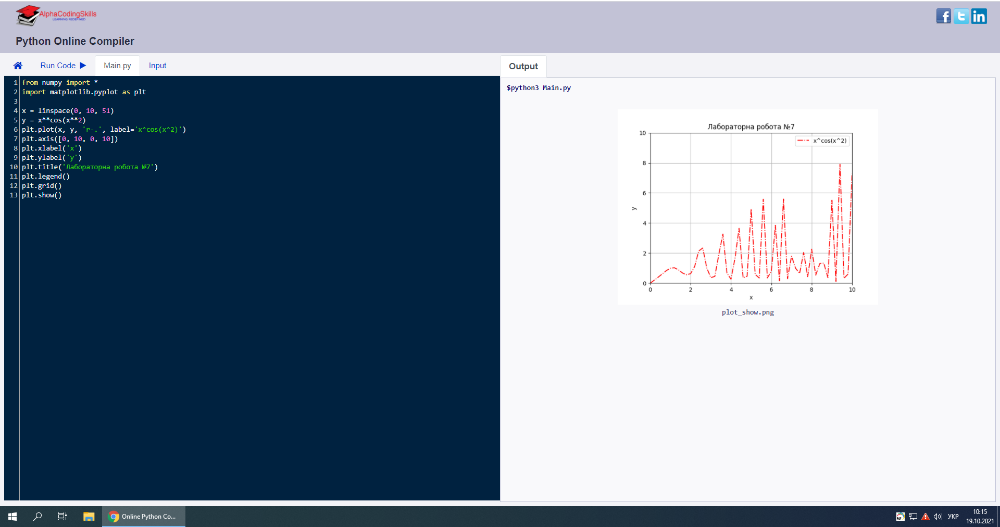 AlphaCodingSkills
LEARNING REDEFINED
Python Online Compiler
Run Code
Main.py
Input
Output
1 from numpy import *
2 import matplotlib.pyplot as plt
3
4 x = linspace(0, 10, 51)
5 y = x**cos(x**2)
6 plt.plot(x, y, 'r-.', label='x^cos(x^2)')
7 plt.axis([0, 10, 0, 10])
8 plt.xlabel('x')
9 plt.ylabel('y')
10 plt.title('Лабораторна робота №7')
11 plt.legend()
12 plt.grid()
13 plt.show()
$python3 Main.py
Лабораторна робота №7
x^cos(x^2)
10
8
6
4
2
0
y
0 2 4 6 8 10
x
plot_show.png
Online Python Co...
ME
УКР
10:15
19.10.2021